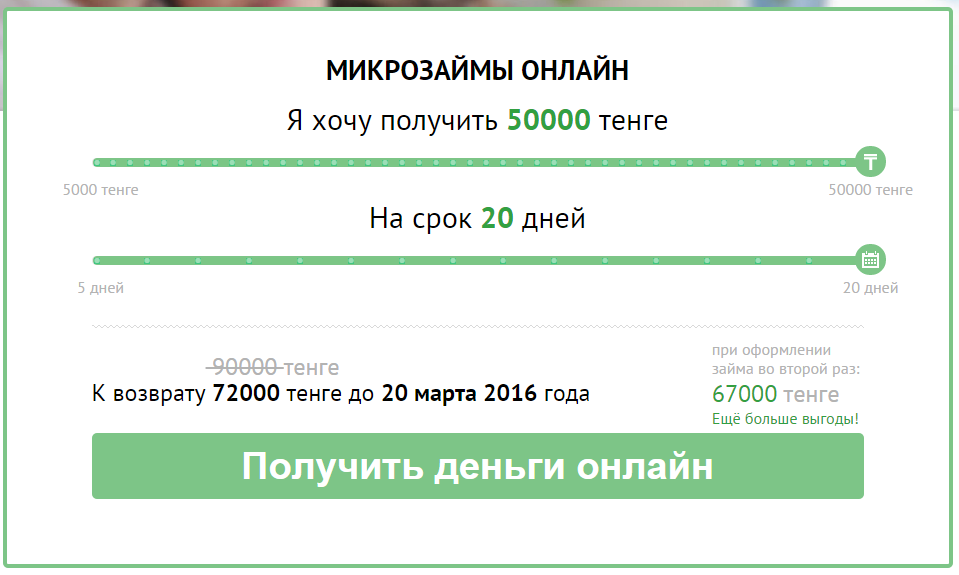 МИКРОЗАЙМЫ ОНЛАЙН
Я хочу получить 50000 тенге
5000 тенге 50000 тенге
На срок 20 дней
5 дней 20 дней
90000 тенге
К возврату 72000 тенге до 20 марта 2016 года
при оформлении
займа во второй раз:
67000 тенге
Ещё больше выгоды!
Получить деньги онлайн